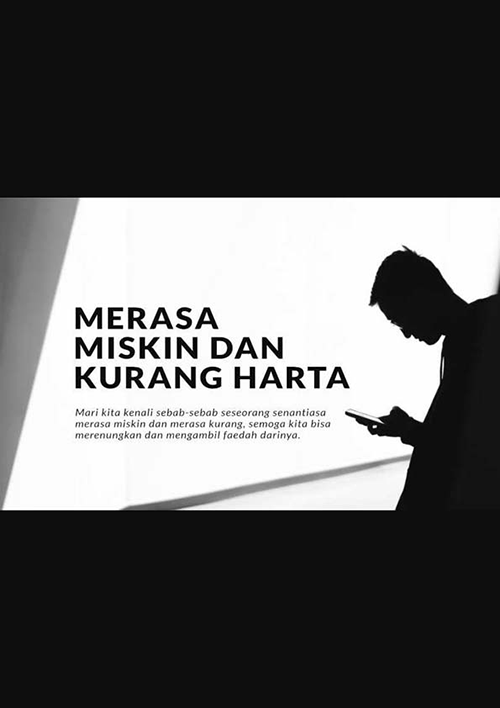 MERASA
MISKIN DAN
KURANG HARTA
Mari kita kenali sebab-sebab seseorang senantiasa
merasa miskin dan merasa kurang, semoga kita bisa
merenungkan dan mengambil faedah darinya.